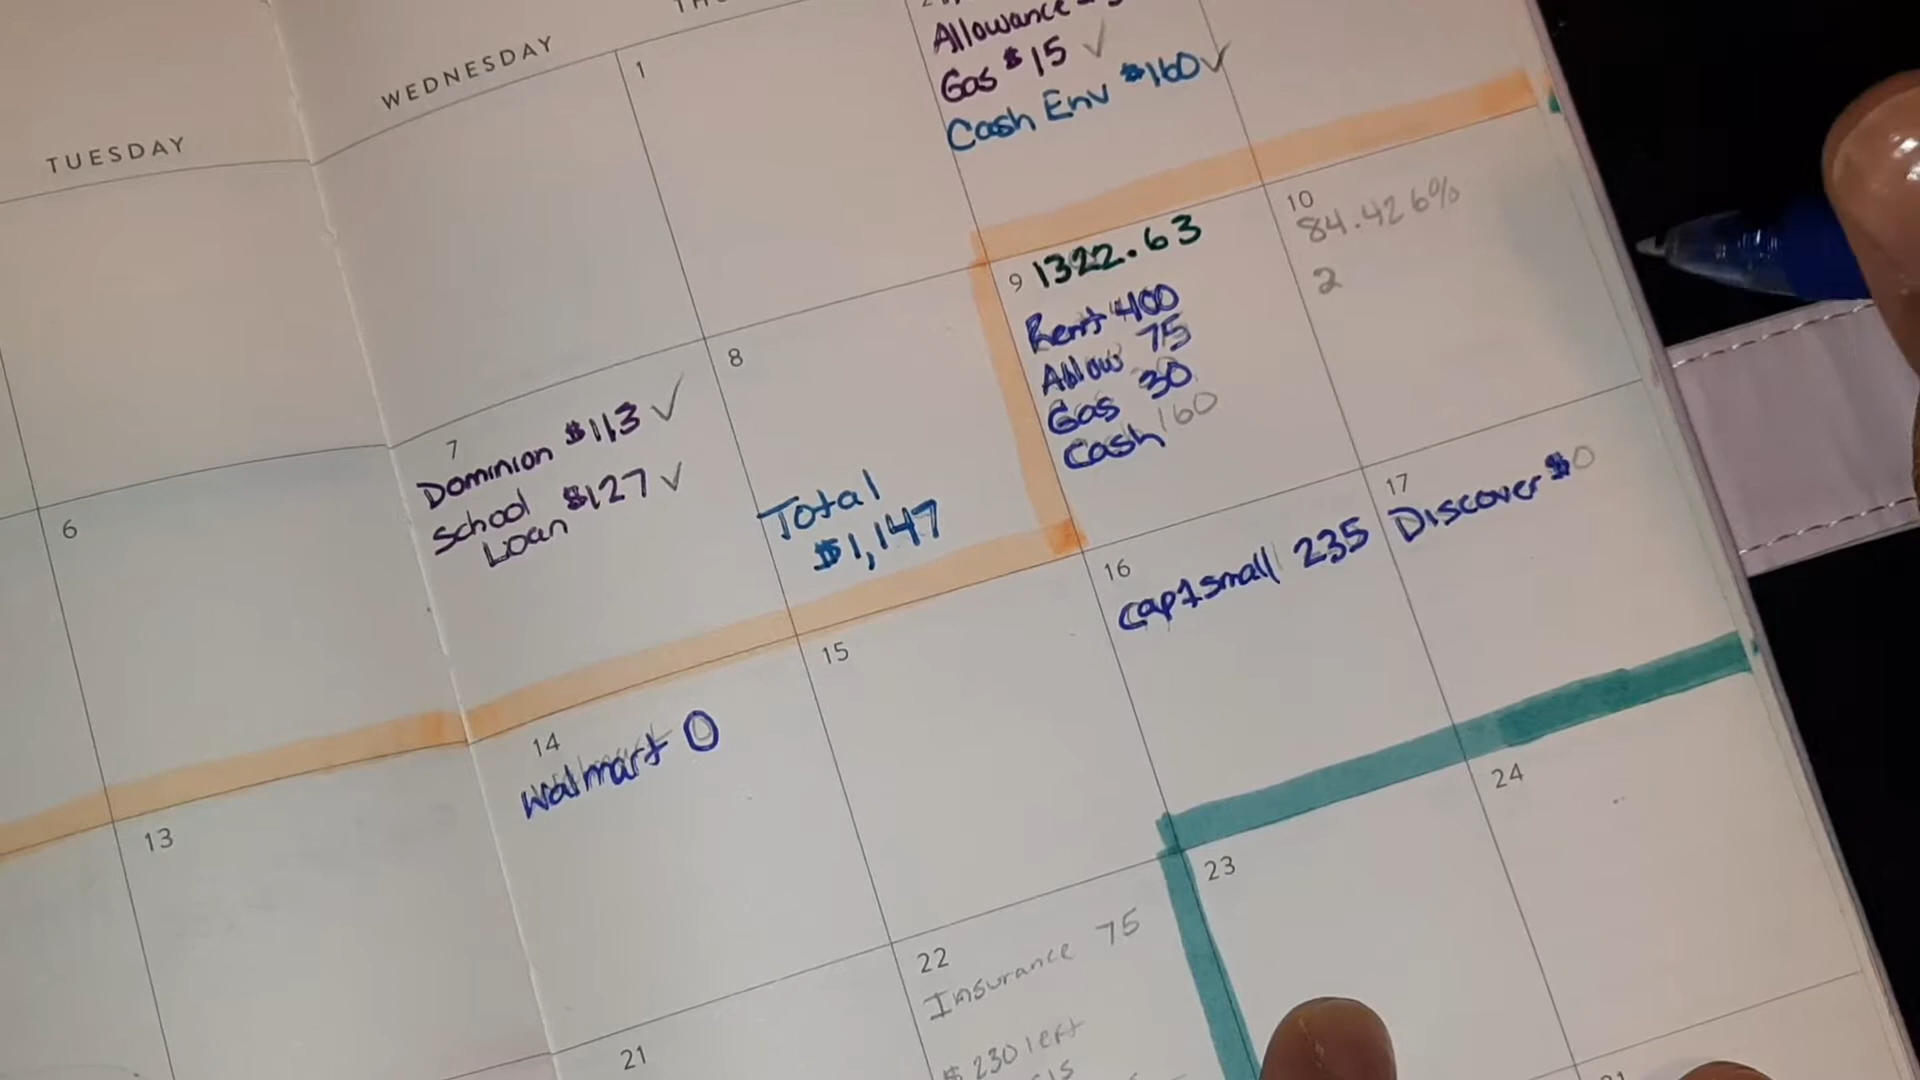 TUESDAY
WEDNESDAY
1
Allowance
Gas $15 ✓
Cash Env $160 ✓
6
7
Dominion $113 ✓
School $127 ✓
Loan
8
Total
$1,147
9 1322.63
Rent 400
Allow 75
Gas 30
Cash 160
10
84.426%
2
13
14
Walmart 0
15
16
Cap1small 235
17
Discover $0
21
22
Insurance 75
$230 left
23
24